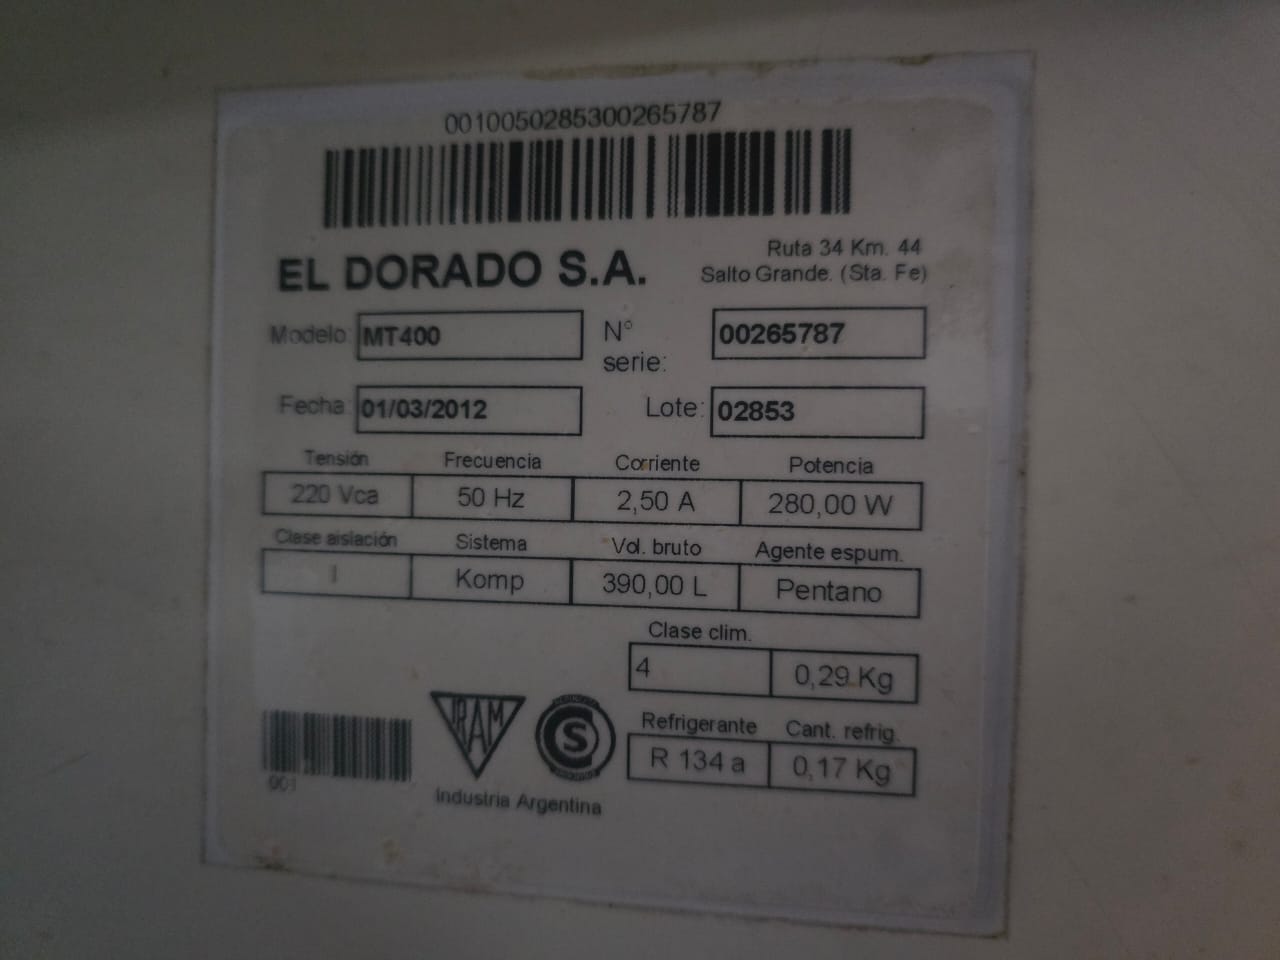 0010050285300265787
EL DORADO S.A.
Ruta 34 Km. 44
Salto Grande. (Sta. Fe)
Modelo: MT400
N° serie: 00265787
Fecha: 01/03/2012
Lote: 02853
Tensión Frecuencia Corriente Potencia
220 Vca 50 Hz 2,50 A 280,00 W
Clase aislación Sistema Vol. bruto Agente espum.
I Komp 390,00 L Pentano
Clase clim.
4 0,29 Kg
Refrigerante Cant. refrig.
R 134 a 0,17 Kg
001
IRAM
S
Industria Argentina